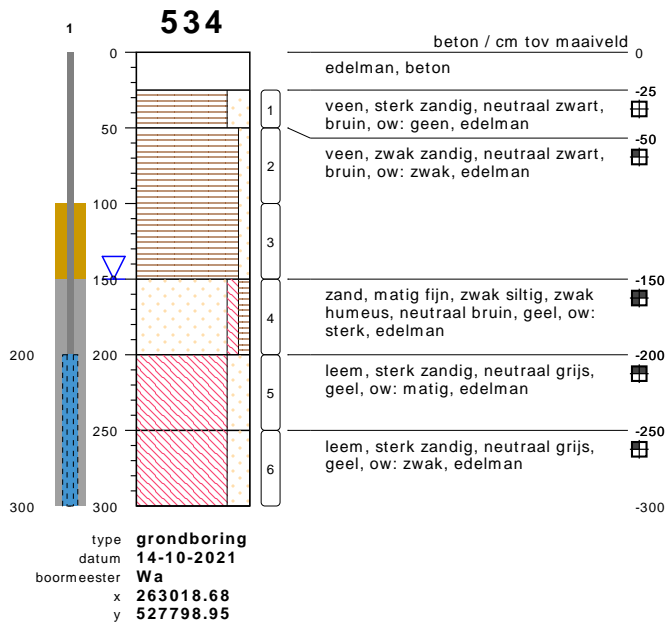 534
1
beton / cm tov maaiveld
0
0
edelman, beton
-25
1
veen, sterk zandig, neutraal zwart,
bruin, ow: geen, edelman
50
-50
2
veen, zwak zandig, neutraal zwart,
bruin, ow: zwak, edelman
100
3
150
-150
4
zand, matig fijn, zwak siltig, zwak
humeus, neutraal bruin, geel, ow:
sterk, edelman
200
200
-200
5
leem, sterk zandig, neutraal grijs,
geel, ow: matig, edelman
250
-250
6
leem, sterk zandig, neutraal grijs,
geel, ow: zwak, edelman
300
300
-300
type grondboring
datum 14-10-2021
boormeester Wa
x 263018.68
y 527798.95